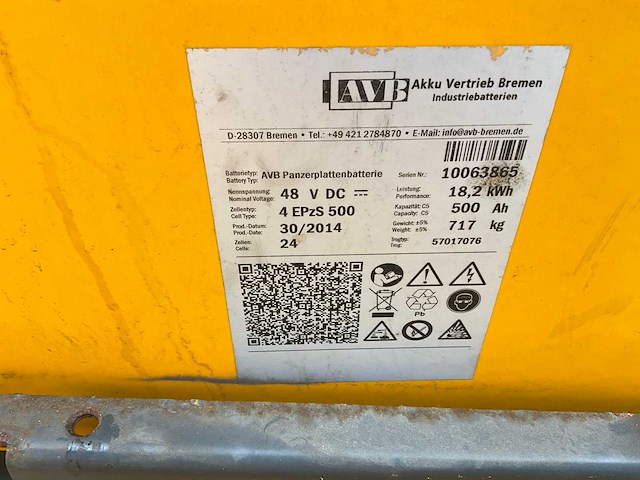 AVB Akku Vertrieb Bremen
Industriebatterien
D-28307 Bremen • Tel.: +49 421 2784870 • E-Mail: info@avb-bremen.de
Batterietyp: AVB Panzerplattenbatterie Serien Nr.: 10063865
Battery Typ:
Nennspannung: 48 V DC Leistung: 18,2 kWh
Nominal Voltage: Performance:
Zellentyp: 4 EPzS 500 Kapazität: C5 500 Ah
Cell Type: Capacity: C5
Prod.-Datum: 30/2014 Gewicht: ±5% 717 kg
Prod.-Date: Weight: ±5%
Zellen: 24 Trogtyp: 57017076
Cells: Trog:
Pb